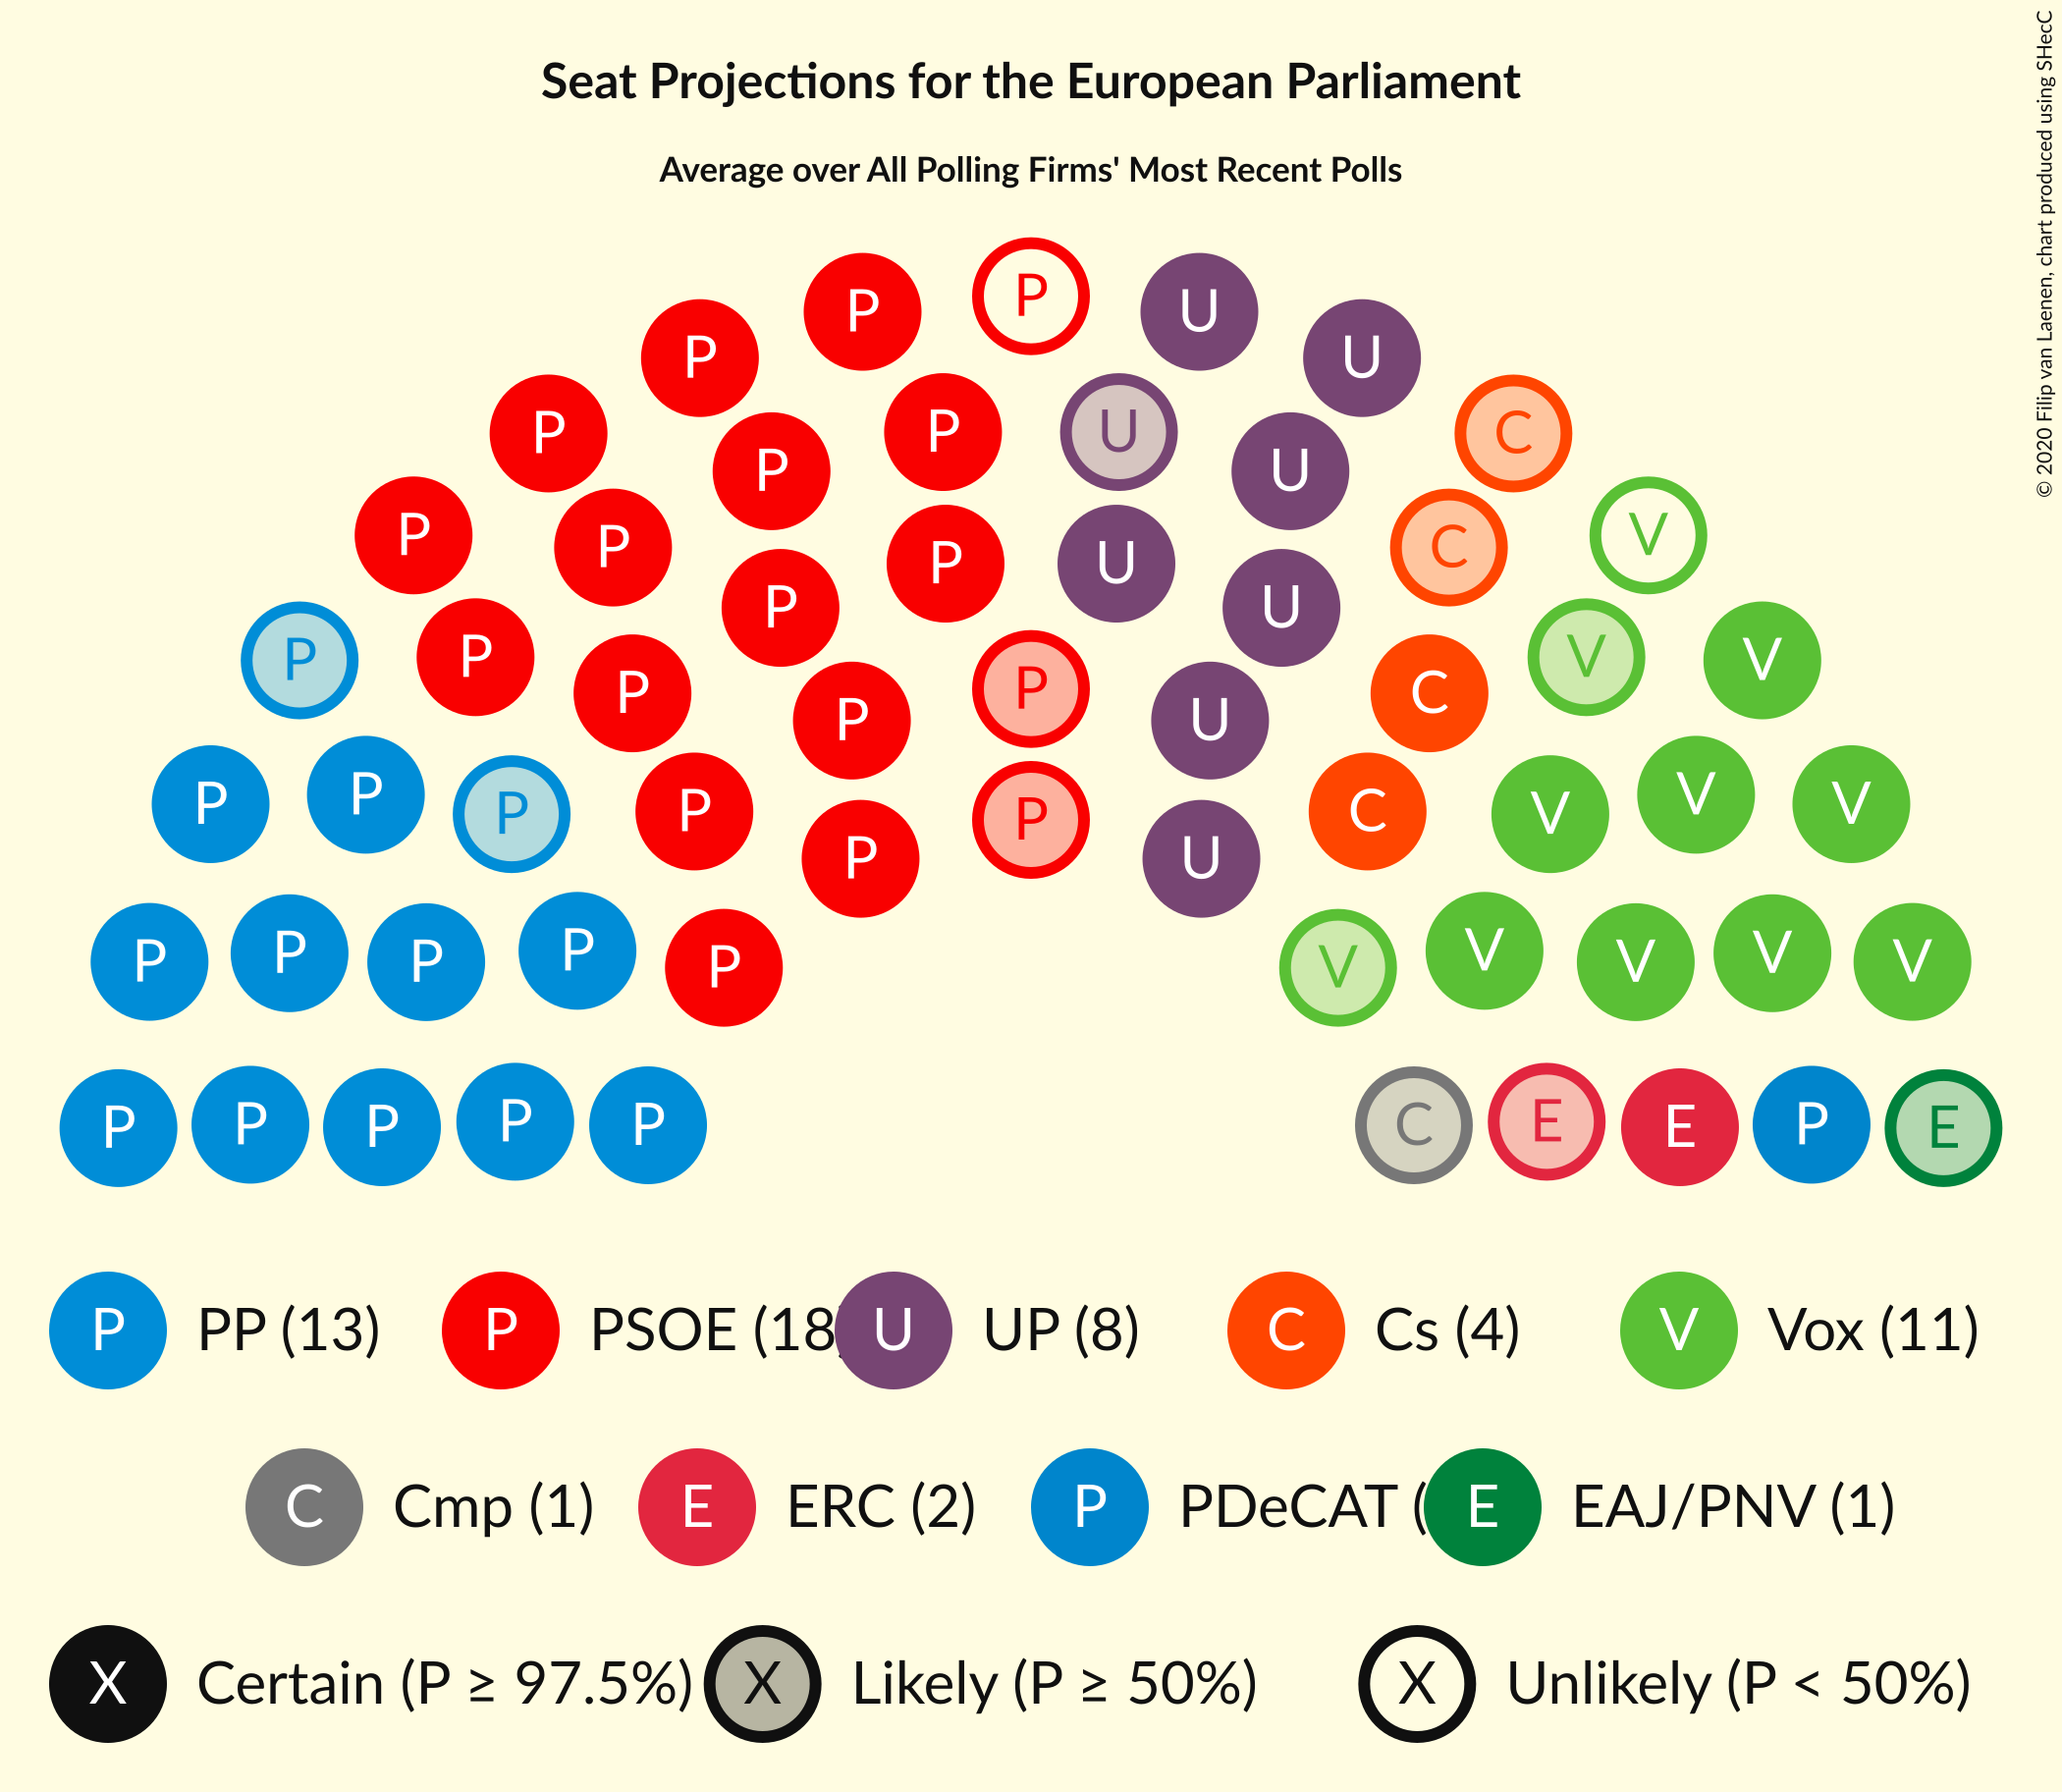 Seat Projections for the European Parliament
Average over All Polling Firms' Most Recent Polls
© 2020 Filip van Laenen, chart produced using SHecC
P
P U
P U
P P U C
P U
P P C V
P U
P U
P P V V
P P C
P U
P P P P P C V V V
P U
P P P P P V V V V V
P P P P P C E E P E
P PP (13) P PSOE (18 U UP (8) C Cs (4) V Vox (11)
C Cmp (1) E ERC (2) P PDeCAT ( E EAJ/PNV (1)
X Certain (P ≥ 97.5%) X Likely (P ≥ 50%) X Unlikely (P < 50%)